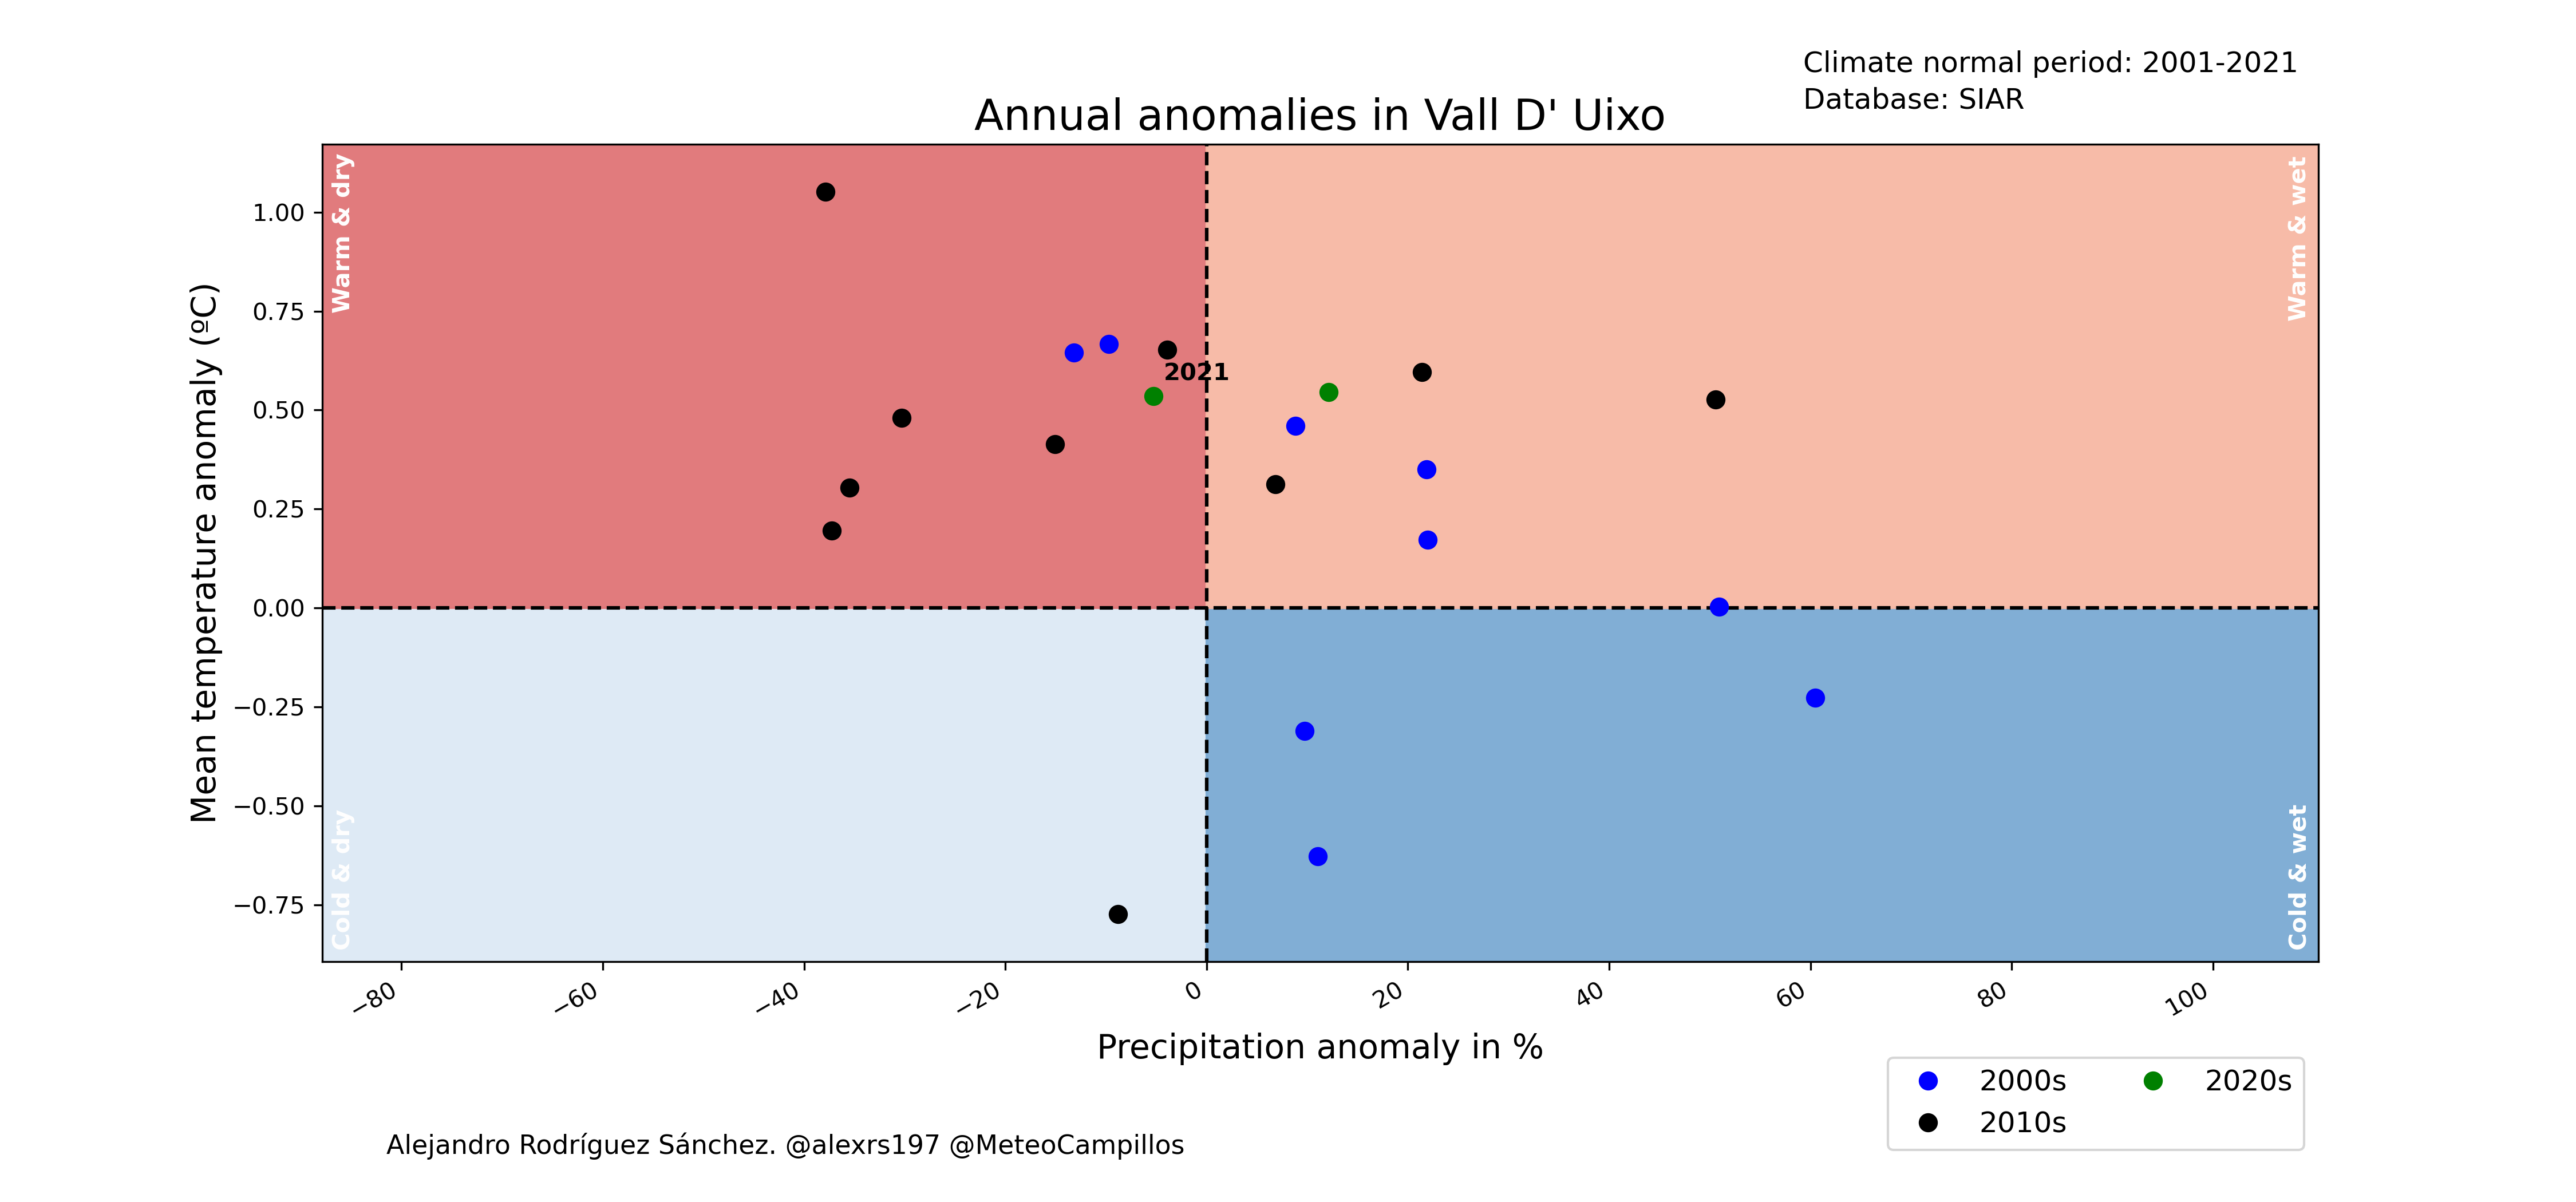 Climate normal period: 2001-2021
Database: SIAR
Annual anomalies in Vall D' Uixo
Warm & dry
Warm & wet
Mean temperature anomaly (ºC)
1.00
0.75
0.50
0.25
0.00
−0.25
−0.50
−0.75
2021
Cold & dry
Cold & wet
−80
−60
−40
−20
0
20
40
60
80
100
Precipitation anomaly in %
2000s
2020s
2010s
Alejandro Rodríguez Sánchez. @alexrs197 @MeteoCampillos